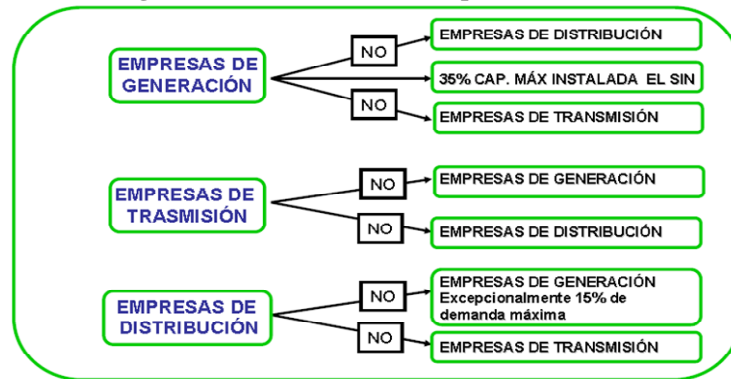 EMPRESAS DE
GENERACIÓN
NO
EMPRESAS DE DISTRIBUCIÓN
35% CAP. MÁX INSTALADA EL SIN
NO
EMPRESAS DE TRANSMISIÓN
EMPRESAS DE
TRASMISIÓN
NO
EMPRESAS DE GENERACIÓN
NO
EMPRESAS DE DISTRIBUCIÓN
EMPRESAS DE
DISTRIBUCIÓN
NO
EMPRESAS DE GENERACIÓN
Excepcionalmente 15% de
demanda máxima
NO
EMPRESAS DE TRANSMISIÓN